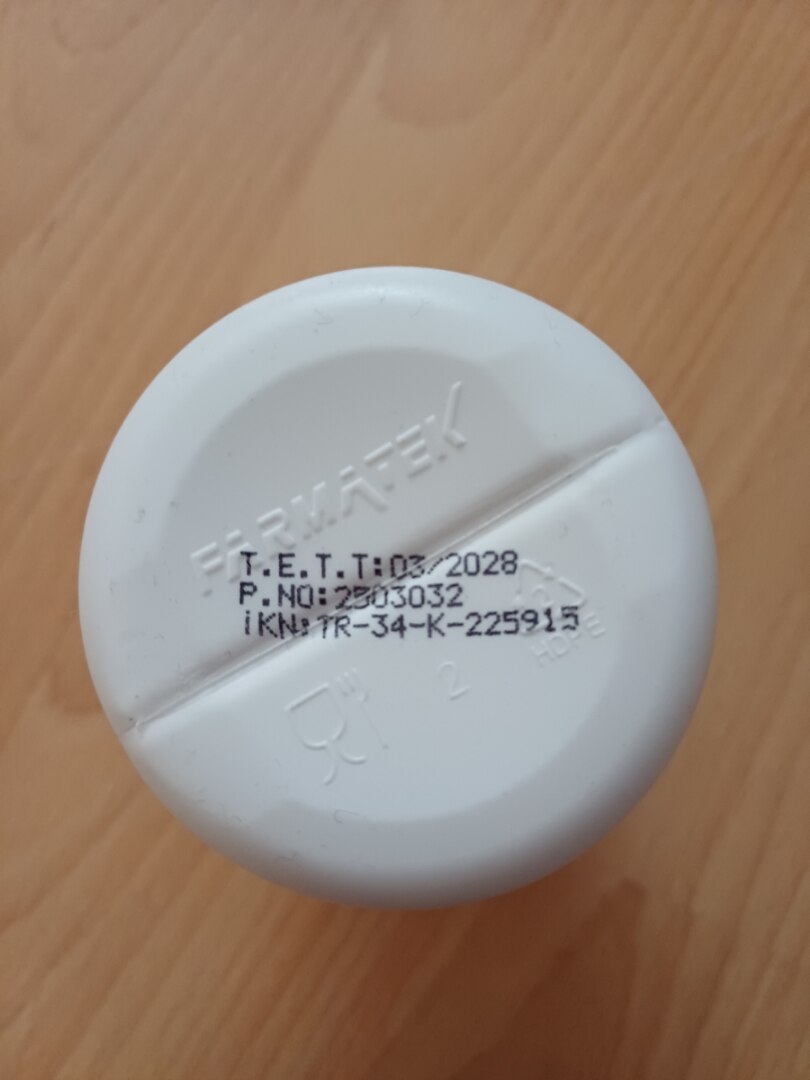 FARMATEK
T.E.T.T:03/2028
P.NO:2503032
İKN:TR-34-K-225915
HDPE
2